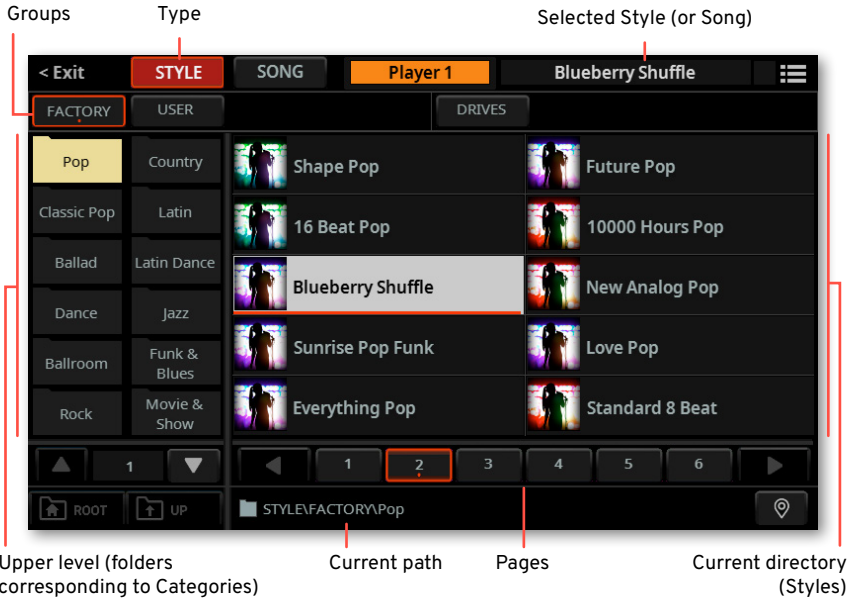 Groups
Type
Selected Style (or Song)
< Exit
STYLE
SONG
Player 1
Blueberry Shuffle
FACTORY
USER
DRIVES
Pop
Country
Shape Pop
Future Pop
Classic Pop
Latin
16 Beat Pop
10000 Hours Pop
Ballad
Latin Dance
Blueberry Shuffle
New Analog Pop
Dance
Jazz
Sunrise Pop Funk
Love Pop
Ballroom
Funk &
Blues
Everything Pop
Standard 8 Beat
Rock
Movie &
Show
1
1
2
3
4
5
6
ROOT
UP
STYLE\FACTORY\Pop
Upper level (folders
corresponding to Categories)
Current path
Pages
Current directory
(Styles)